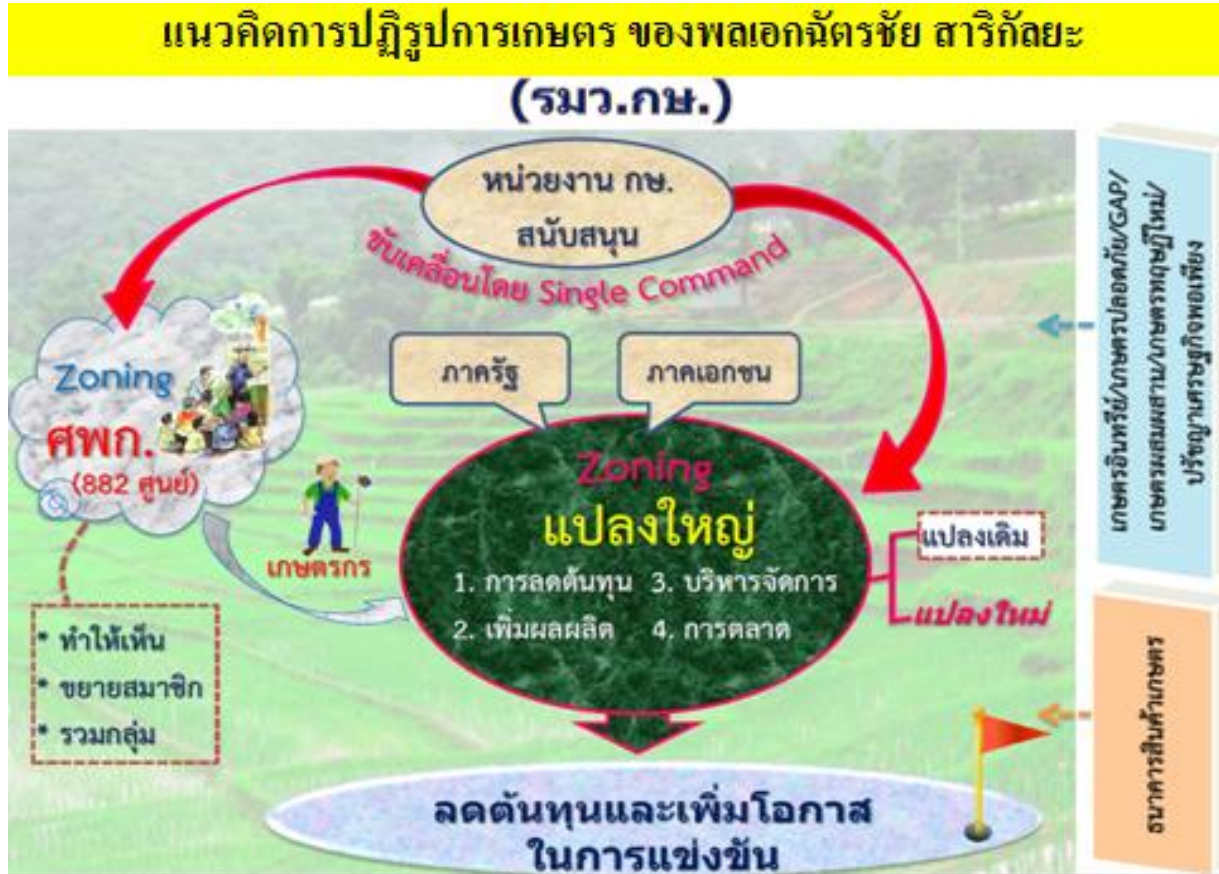 แนวคิดการปฏิรูปการเกษตร ของพลเอกฉัตรชัย สาริกัลยะ
(รมว.กษ.)
หน่วยงาน กษ.
สนับสนุน
ขับเคลื่อนโดย Single Command
ภาครัฐ
ภาคเอกชน
Zoning
ศพก.
(882 ศูนย์)
เกษตรกร
Zoning
แปลงใหญ่
1. การลดต้นทุน 3. บริหารจัดการ
2. เพิ่มผลผลิต 4. การตลาด
แปลงเดิม
แปลงใหม่
* ทำให้เห็น
* ขยายสมาชิก
* รวมกลุ่ม
ลดต้นทุนและเพิ่มโอกาส
ในการแข่งขัน
เกษตรอินทรีย์/เกษตรปลอดภัย/GAP/
เกษตรผสมผสาน/เกษตรทฤษฎีใหม่/
ปรัชญาเศรษฐกิจพอเพียง
ธนาคารสินค้าเกษตร